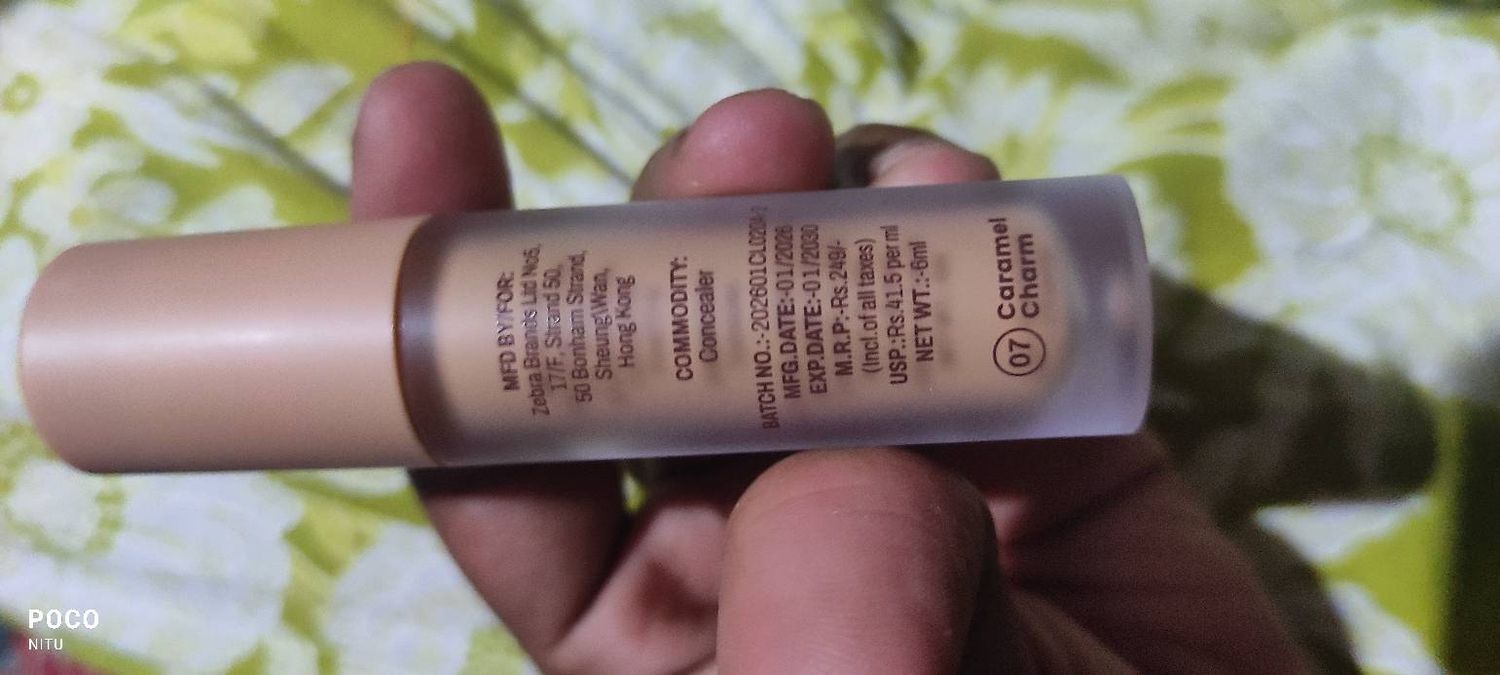 MFD BY/FOR:
Zebra Brands Ltd No6,
17/F, Strand 50,
50 Bonham Strand,
Sheung Wan,
Hong Kong
COMMODITY:
Concealer
BATCH NO.:-202601CL020A-2
MFG.DATE:-01/2026
EXP.DATE:-01/2030
M.R.P:-Rs.249/-
(Incl.of all taxes)
USP.:Rs.41.5 per ml
NET WT.:-6ml
07 Caramel
Charm
POCO
NITU